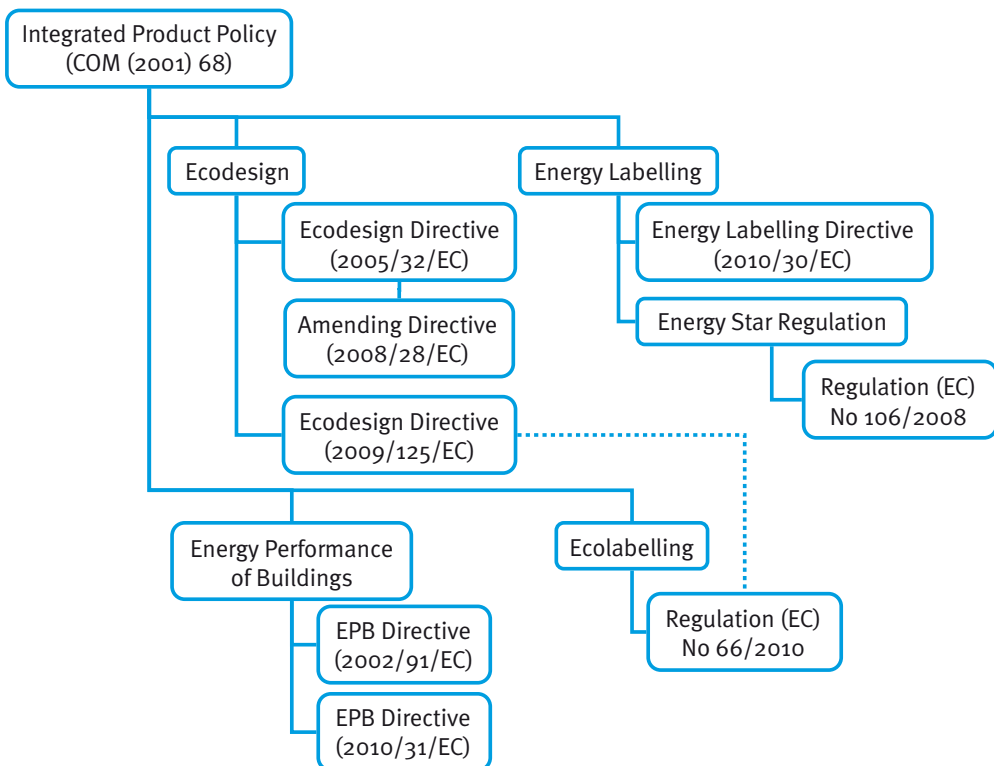 Integrated Product Policy
(COM (2001) 68)
Ecodesign
Energy Labelling
Ecodesign Directive
(2005/32/EC)
Energy Labelling Directive
(2010/30/EC)
Amending Directive
(2008/28/EC)
Energy Star Regulation
Regulation (EC)
No 106/2008
Ecodesign Directive
(2009/125/EC)
Energy Performance
of Buildings
Ecolabelling
EPB Directive
(2002/91/EC)
Regulation (EC)
No 66/2010
EPB Directive
(2010/31/EC)